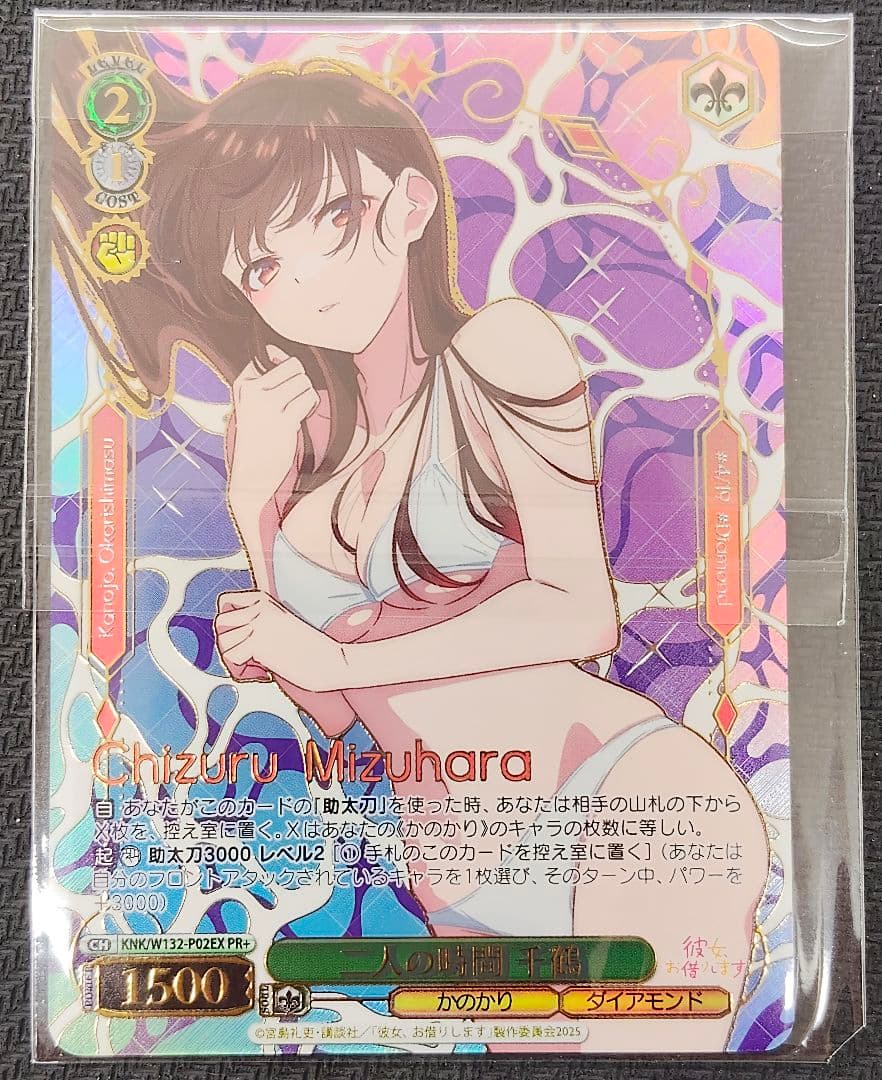 LEVEL
2
1
COST
Kanojo, Okarishimasu
#4/19 #Diamond
Chizuru Mizuhara
自 あなたがこのカードの「助太刀」を使った時、あなたは相手の山札の下から
X枚を、控え室に置く。Xはあなたの《かのかり》のキャラの枚数に等しい。
起 助太刀3000 レベル2 [① 手札のこのカードを控え室に置く] (あなたは
自分のフロントアタックされているキャラを1枚選び、そのターン中、パワーを
+3000)
CH KNK/W132-P02EX PR+
二人の時間 千鶴
彼女、
お借りします
POWER
1500
SOUL
かのかり
ダイアモンド
©宮島礼吏・講談社/「彼女、お借りします」製作委員会2025